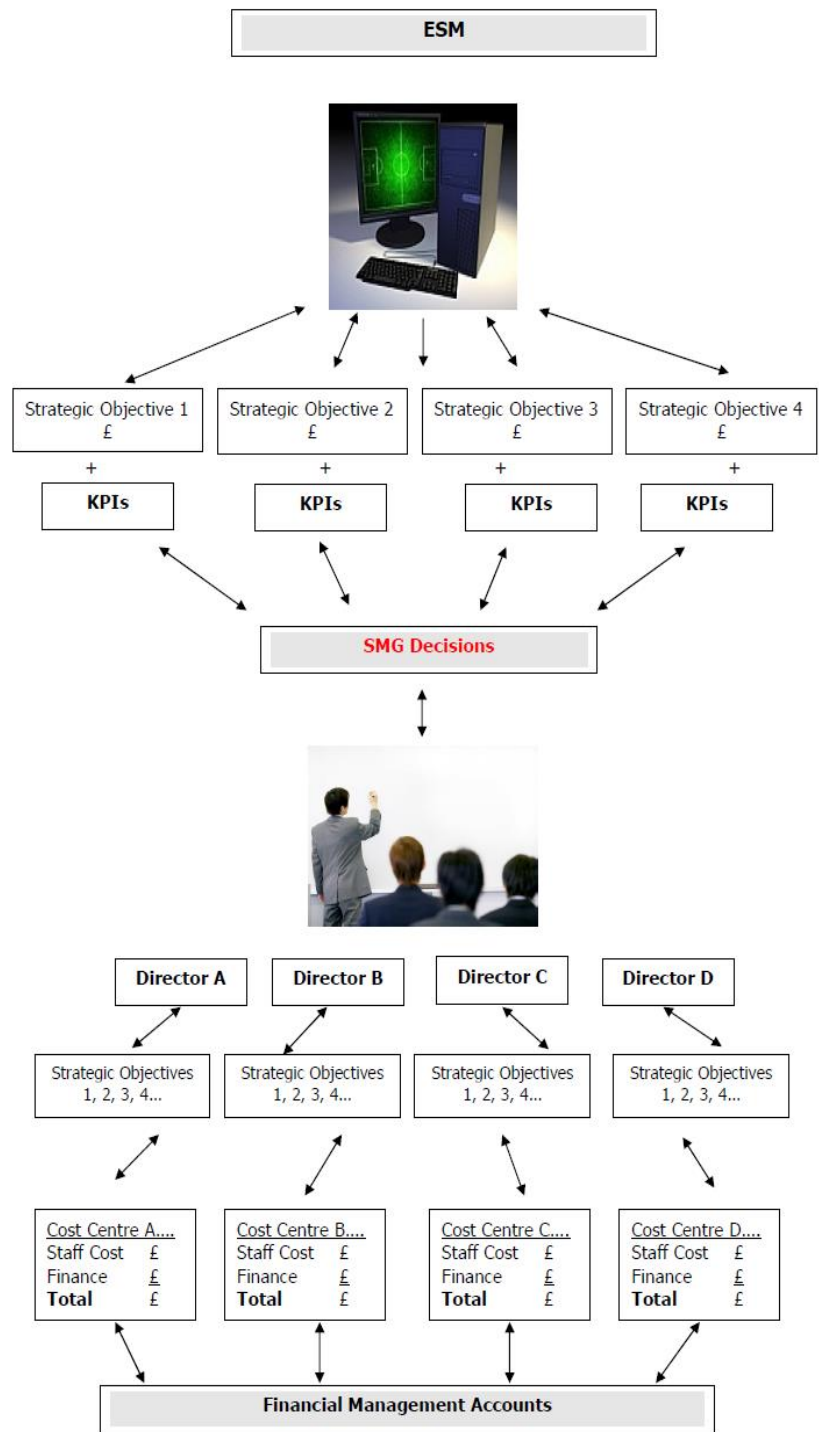 ESM
Strategic Objective 1
£
Strategic Objective 2
£
Strategic Objective 3
£
Strategic Objective 4
£
+
+
+
+
KPIs
KPIs
KPIs
KPIs
SMG Decisions
Director A
Director B
Director C
Director D
Strategic Objectives
1, 2, 3, 4...
Strategic Objectives
1, 2, 3, 4...
Strategic Objectives
1, 2, 3, 4...
Strategic Objectives
1, 2, 3, 4...
Cost Centre A....
Staff Cost £
Finance £
Total £
Cost Centre B....
Staff Cost £
Finance £
Total £
Cost Centre C....
Staff Cost £
Finance £
Total £
Cost Centre D....
Staff Cost £
Finance £
Total £
Financial Management Accounts